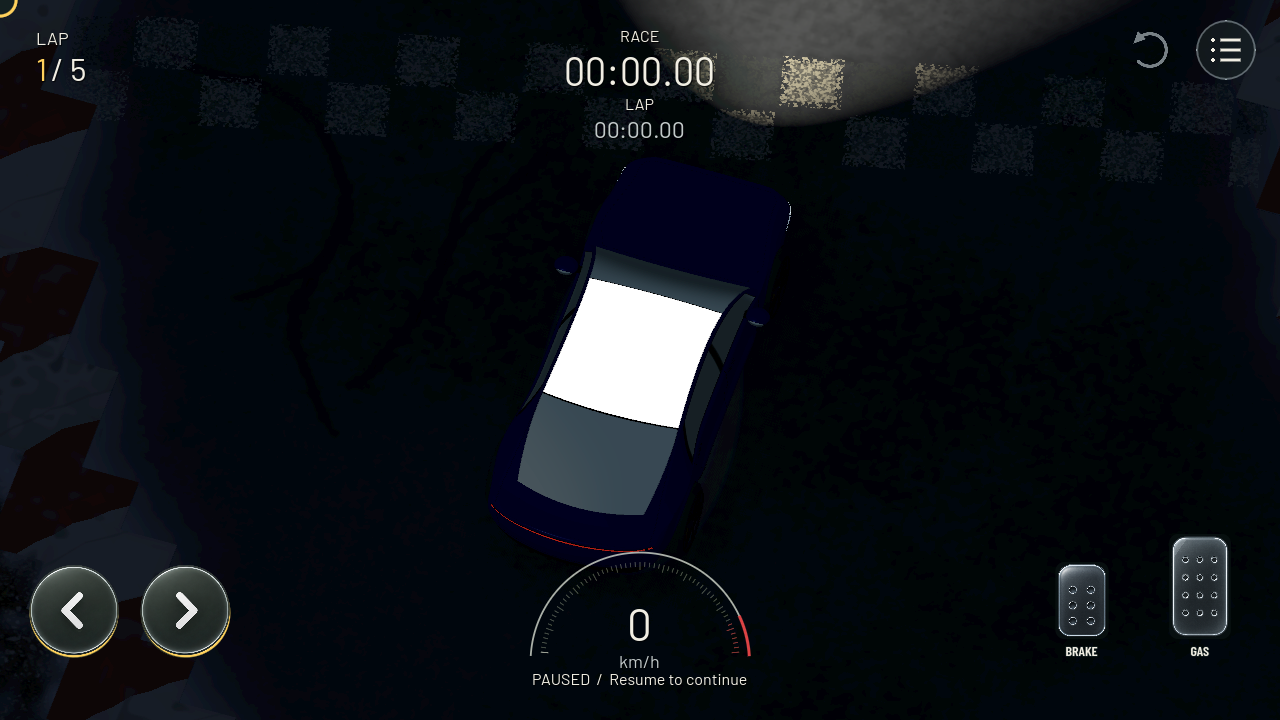 LAP
1/ 5
RACE
00:00.00
LAP
00:00.00
0
km/h
PAUSED / Resume to continue
BRAKE
GAS